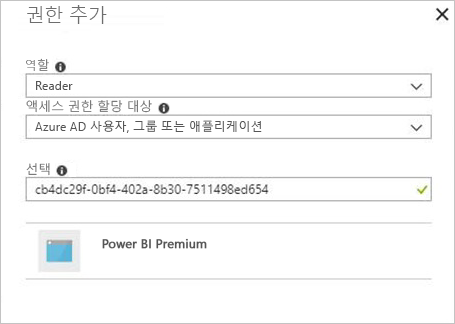 권한 추가
역할
Reader
액세스 권한 할당 대상
Azure AD 사용자, 그룹 또는 애플리케이션
선택
cb4dc29f-0bf4-402a-8b30-7511498ed654
Power BI Premium